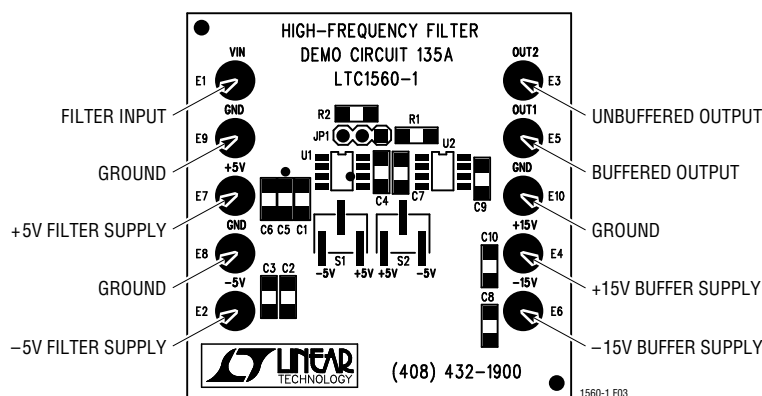 HIGH–FREQUENCY FILTER
DEMO CIRCUIT 135A
LTC1560–1
VIN
E1
FILTER INPUT
GND
E9
GROUND
+5V
E7
+5V FILTER SUPPLY
GND
E8
GROUND
–5V
E2
–5V FILTER SUPPLY
R2
JP1
R1
U1
U2
C4
C7
C9
C6 C5 C1
S1
–5V +5V
S2
+5V –5V
C3 C2
C10
C8
OUT2
E3
UNBUFFERED OUTPUT
OUT1
E5
BUFFERED OUTPUT
GND
E10
GROUND
+15V
E4
+15V BUFFER SUPPLY
–15V
E6
–15V BUFFER SUPPLY
LT LINEAR
TECHNOLOGY
(408) 432–1900
1560-1 F03